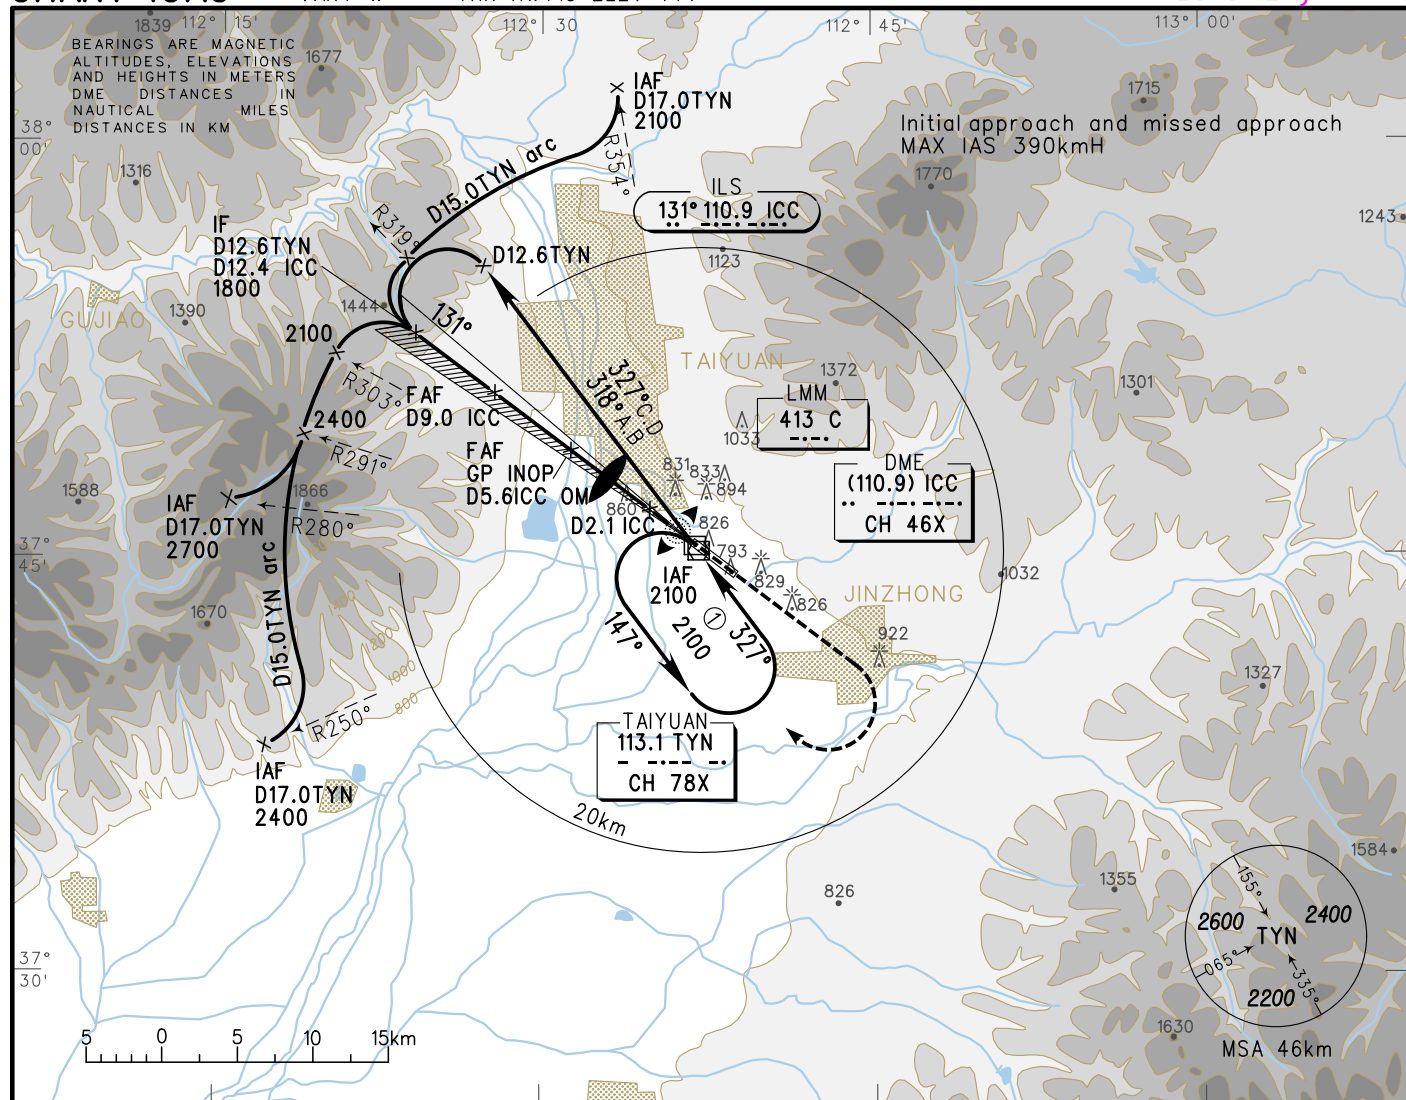 112° 15'
112° 30
112° 45
113° 00'
BEARINGS ARE MAGNETIC
ALTITUDES, ELEVATIONS
AND HEIGHTS IN METERS
DME DISTANCES IN
NAUTICAL MILES
DISTANCES IN KM
1839
1677
38°
00'
1316
IAF
D17.0TYN
2100
R354°
D15.0TYN arc
Initial approach and missed approach
MAX IAS 390kmH
1715
1770
1243
ILS
131° 110.9 ICC
1123
R319°
IF
D12.6TYN
D12.4 ICC
1800
D12.6TYN
GUJIAO
1390
1444
2100
131°
R303°
327°C.D
318°A.B
TAIYUAN
1372
1301
LMM
413 C
1033
FAF
D9.0 ICC
2400
R291°
FAF
GP INOP
D5.6ICC OM
831
833
894
DME
(110.9) ICC
CH 46X
1588
1866
IAF
D17.0TYN
2700
R280°
860
D2.1 ICC
826
793
829
826
37°
45'
1032
IAF
2100
JINZHONG
1670
D15.0TYN arc
1400
1200
1000
800
147°
2100
1
327°
922
1327
R250°
TAIYUAN
113.1 TYN
CH 78X
IAF
D17.0TYN
2400
20km
1584
826
1355
155°
2600
2400
TYN
065°
335°
2200
MSA 46km
37°
30'
1630
5 0 5 10 15km